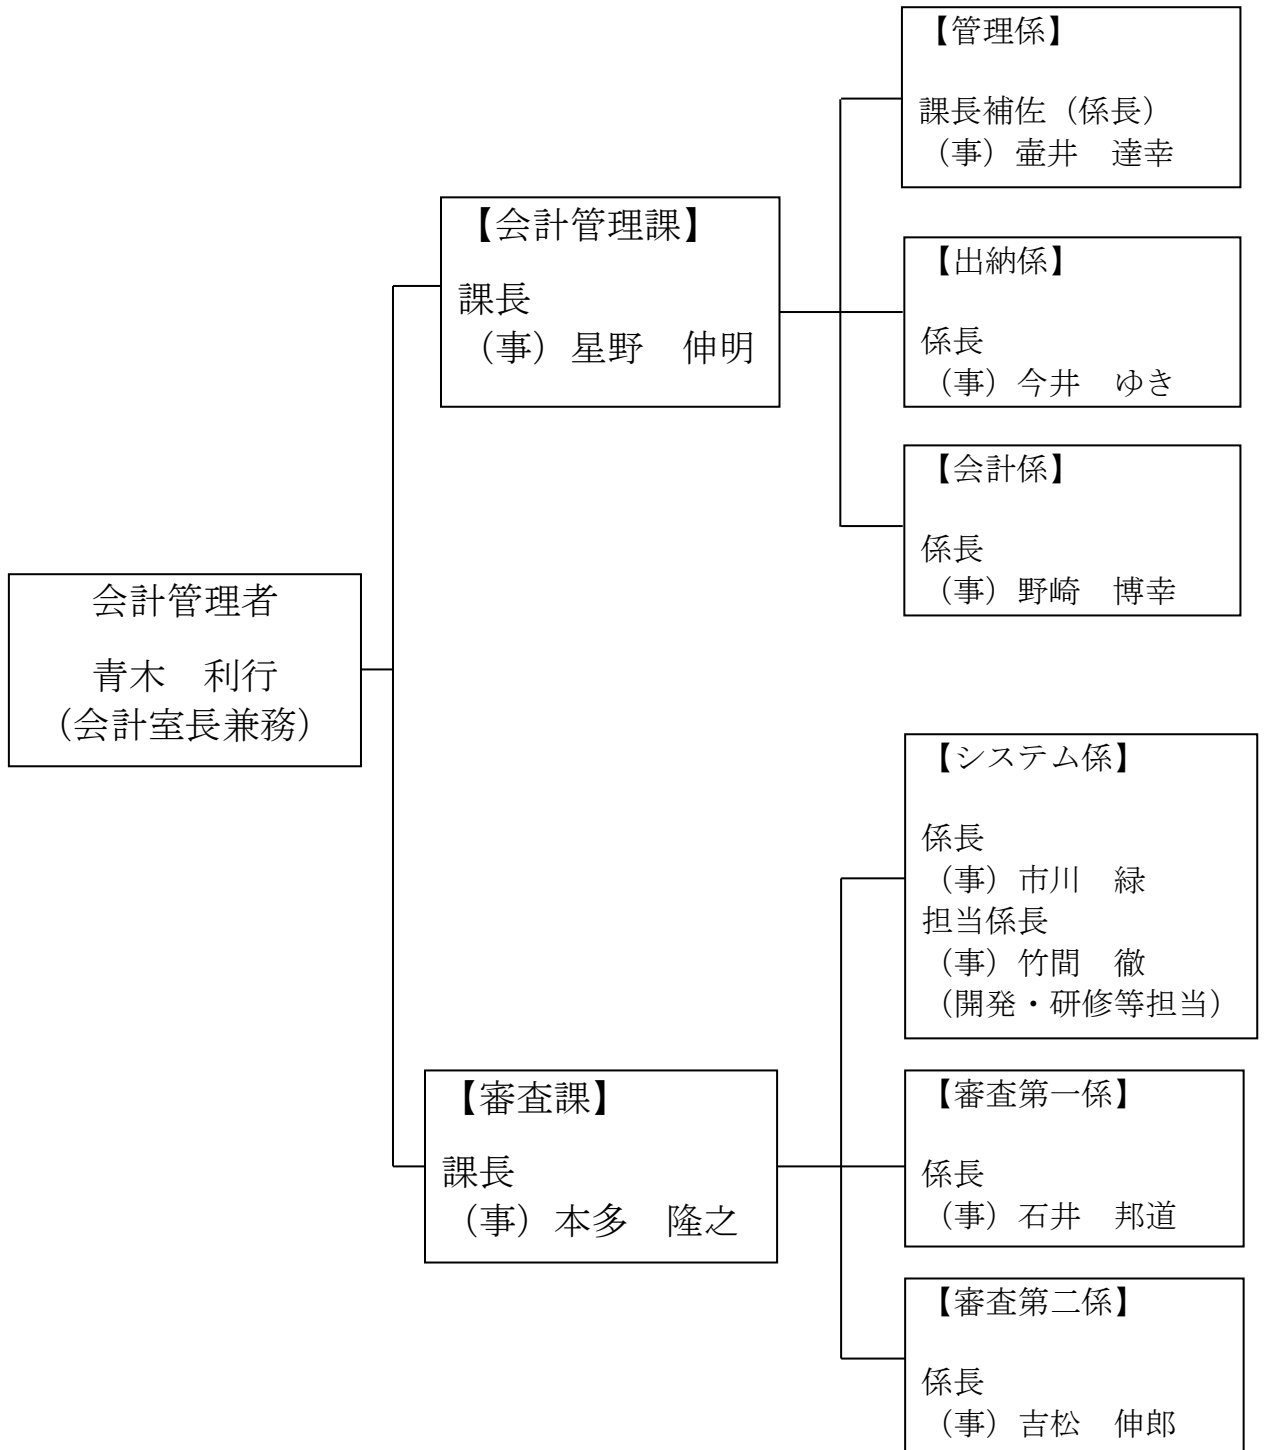 会計管理者
青木　利行
（会計室長兼務）
【会計管理課】
課長
（事）星野　伸明
【管理係】
課長補佐（係長）
（事）壷井　達幸
【出納係】
係長
（事）今井　ゆき
【会計係】
係長
（事）野崎　博幸
【審査課】
課長
（事）本多　隆之
【システム係】
係長
（事）市川　緑
担当係長
（事）竹間　徹
（開発・研修等担当）
【審査第一係】
係長
（事）石井　邦道
【審査第二係】
係長
（事）吉松　伸郎